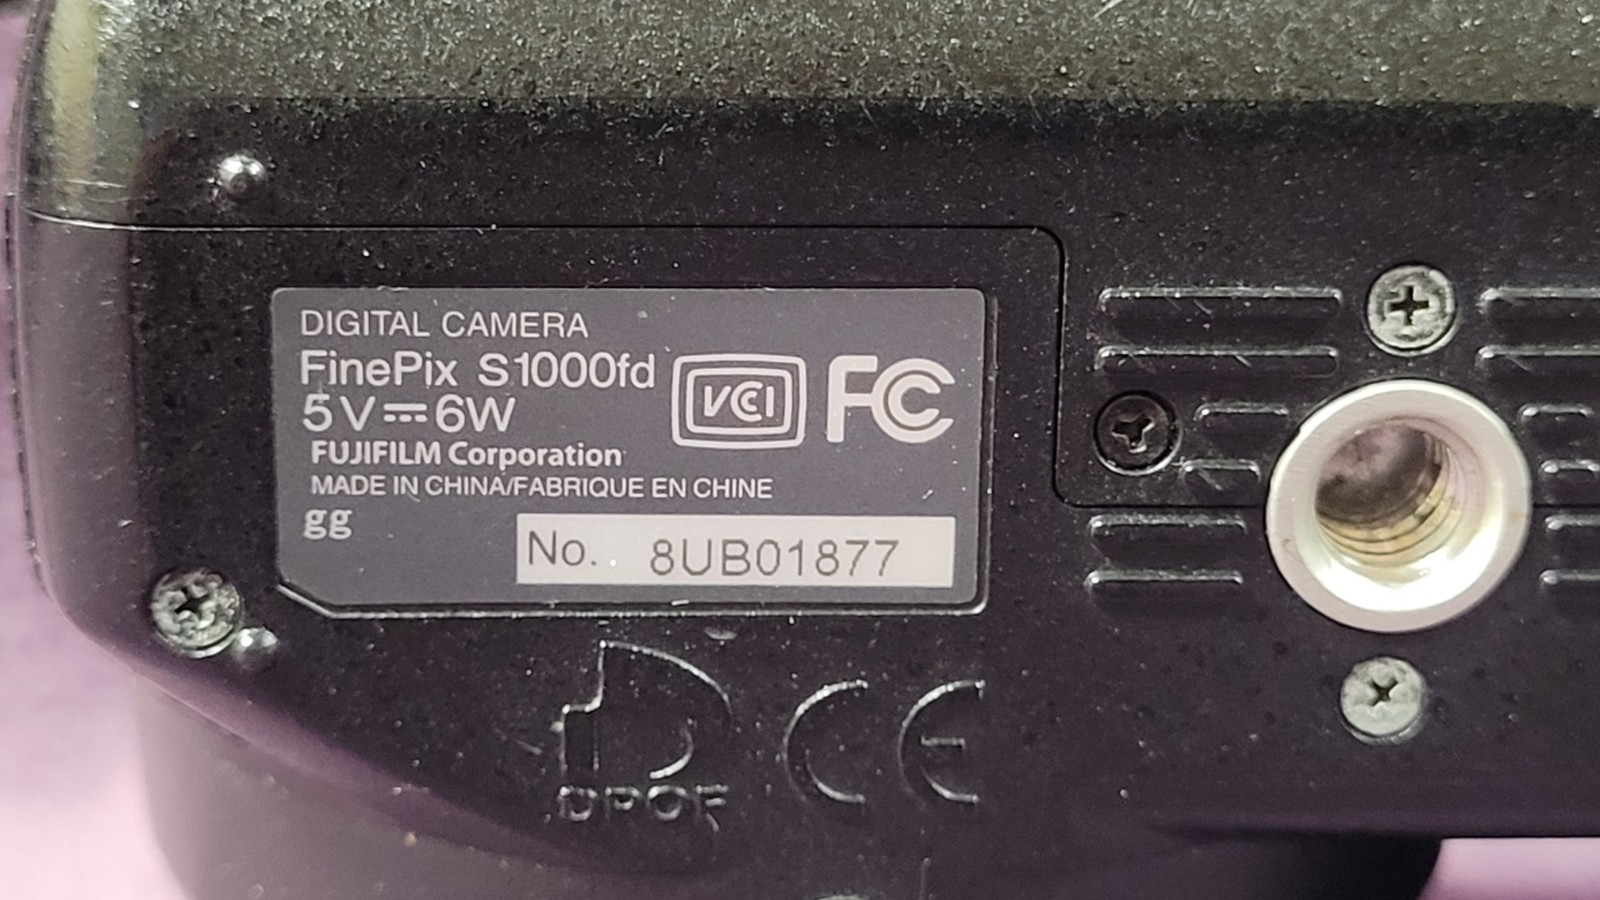 DIGITAL CAMERA
FinePix S1000fd
5V⎓6W
VCCI
FC
FUJIFILM Corporation
MADE IN CHINA/FABRIQUE EN CHINE
gg
No. 8UB01877
DPOF
CE